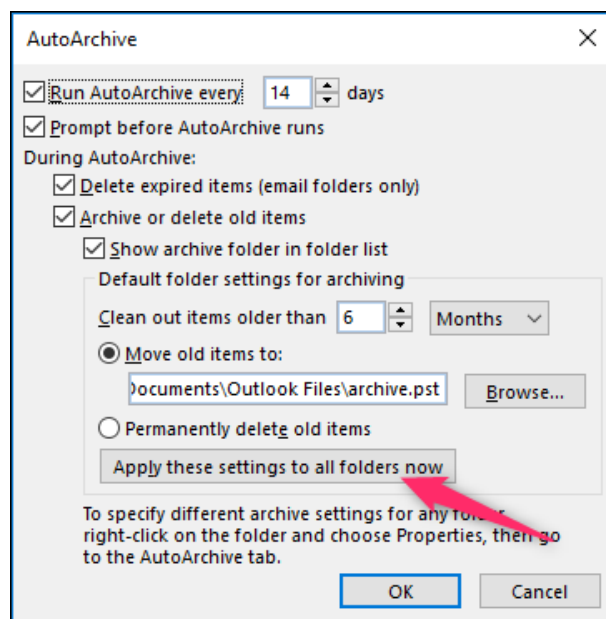 AutoArchive
Run AutoArchive every 14 days
Prompt before AutoArchive runs
During AutoArchive:
Delete expired items (email folders only)
Archive or delete old items
Show archive folder in folder list
Default folder settings for archiving
Clean out items older than 6 Months
Move old items to:
Documents\Outlook Files\archive.pst Browse...
Permanently delete old items
Apply these settings to all folders now
To specify different archive settings for any folder,
right-click on the folder and choose Properties, then go
to the AutoArchive tab.
OK Cancel